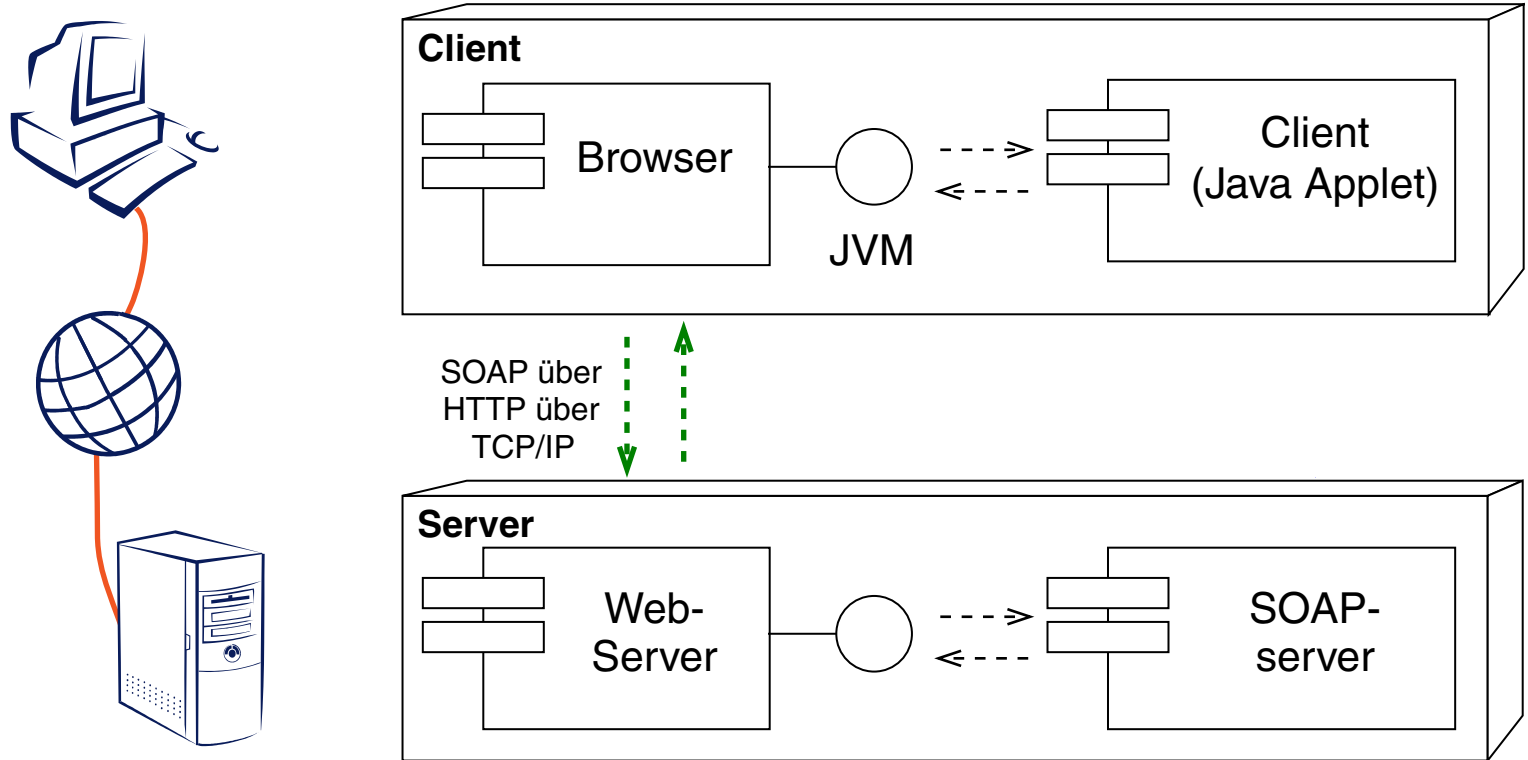 Client
Browser
JVM
Client
(Java Applet)
SOAP über
HTTP über
TCP/IP
Server
Web-
Server
SOAP-
server